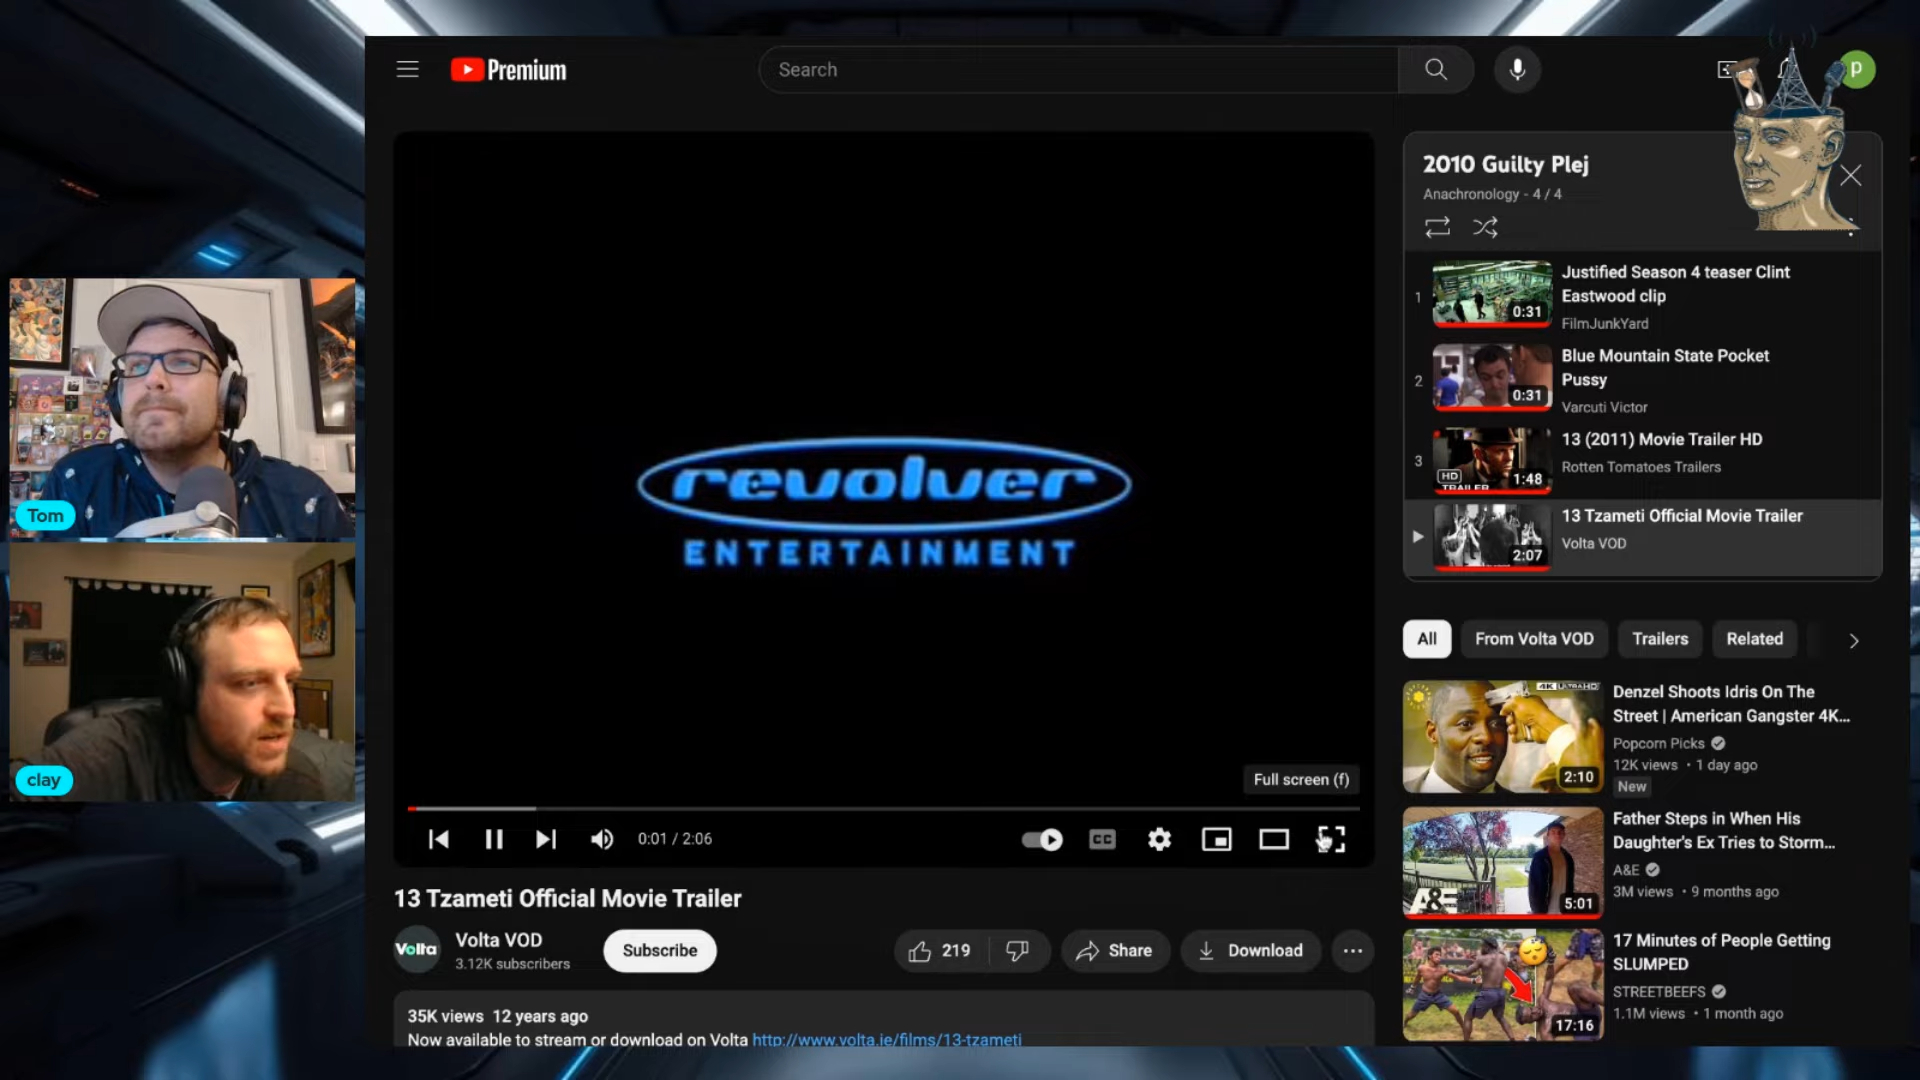 Premium
Search
P
revolver
ENTERTAINMENT
Full screen (f)
0:01 / 2:06
CC
13 Tzameti Official Movie Trailer
Volta
Volta VOD
3.12K subscribers
Subscribe
219
Share
Download
35K views 12 years ago
Now available to stream or download on Volta http://www.volta.ie/films/13-tzameti
Tom
clay
2010 Guilty Plej
Anachronology - 4 / 4
1
0:31
Justified Season 4 teaser Clint
Eastwood clip
FilmJunkYard
2
0:31
Blue Mountain State Pocket
Pussy
Varcuti Victor
3
HD
TRAILER
1:48
13 (2011) Movie Trailer HD
Rotten Tomatoes Trailers
2:07
13 Tzameti Official Movie Trailer
Volta VOD
All
From Volta VOD
Trailers
Related
4K ULTRA HD
2:10
Denzel Shoots Idris On The
Street | American Gangster 4K...
Popcorn Picks
12K views • 1 day ago
New
A&E
5:01
Father Steps in When His
Daughter's Ex Tries to Storm...
A&E
3M views • 9 months ago
17:16
17 Minutes of People Getting
SLUMPED
STREETBEEFS
1.1M views • 1 month ago